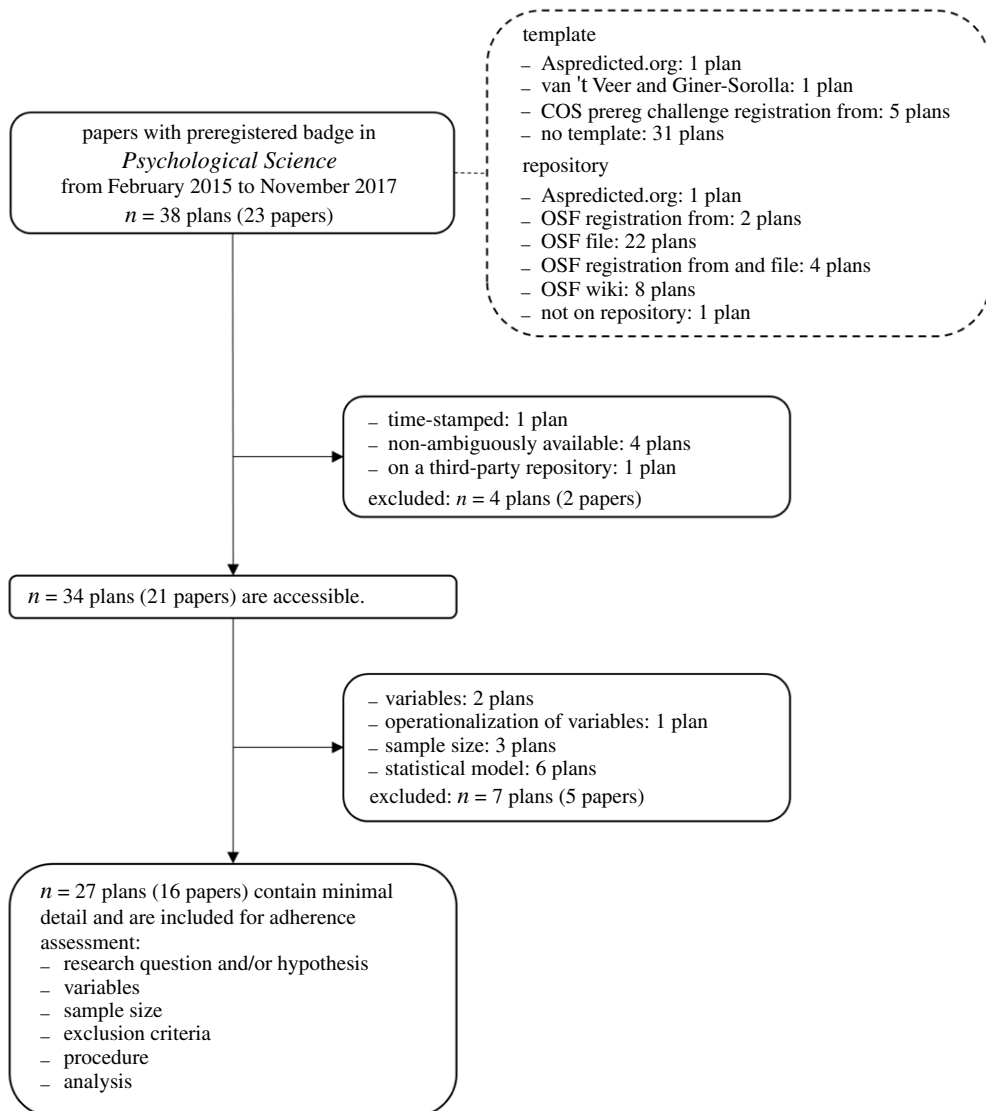 papers with preregistered badge in
Psychological Science
from February 2015 to November 2017
n = 38 plans (23 papers)
template
– Aspredicted.org: 1 plan
– van 't Veer and Giner-Sorolla: 1 plan
– COS prereg challenge registration from: 5 plans
– no template: 31 plans
repository
– Aspredicted.org: 1 plan
– OSF registration from: 2 plans
– OSF file: 22 plans
– OSF registration from and file: 4 plans
– OSF wiki: 8 plans
– not on repository: 1 plan
– time-stamped: 1 plan
– non-ambiguously available: 4 plans
– on a third-party repository: 1 plan
excluded: n = 4 plans (2 papers)
n = 34 plans (21 papers) are accessible.
– variables: 2 plans
– operationalization of variables: 1 plan
– sample size: 3 plans
– statistical model: 6 plans
excluded: n = 7 plans (5 papers)
n = 27 plans (16 papers) contain minimal
detail and are included for adherence
assessment:
– research question and/or hypothesis
– variables
– sample size
– exclusion criteria
– procedure
– analysis